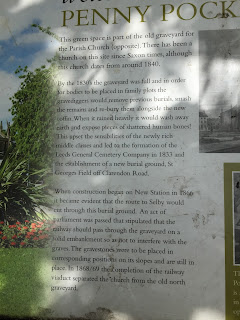 PENNY POCK
This green space is part of the old graveyard for
the Parish Church (opposite). There has been a
church on this site since Saxon times, although
this church dates from around 1840.
By the 1830s the graveyard was full and in order
for bodies to be placed in family plots the
gravediggers would remove previous burials, smash
the remains and re-bury them alongside the new
coffin. When it rained heavily it would wash away
earth and expose pieces of shattered human bones!
This upset the sensibilities of the newly rich
middle classes and led to the formation of the
Leeds General Cemetery Company in 1833 and
the establishment of a new burial ground, St
Georges Field off Clarendon Road.
When construction began on New Station in 1866
it became evident that the route to Selby would
cut through this burial ground. An act of
parliament was passed that stipulated that the
railway should pass through the graveyard on a
solid embankment so as not to interfere with the
graves. The gravestones were to be placed in
corresponding positions on its slopes and are still in
place. In 1868/69 the completion of the railway
viaduct separated the church from the old north
graveyard.